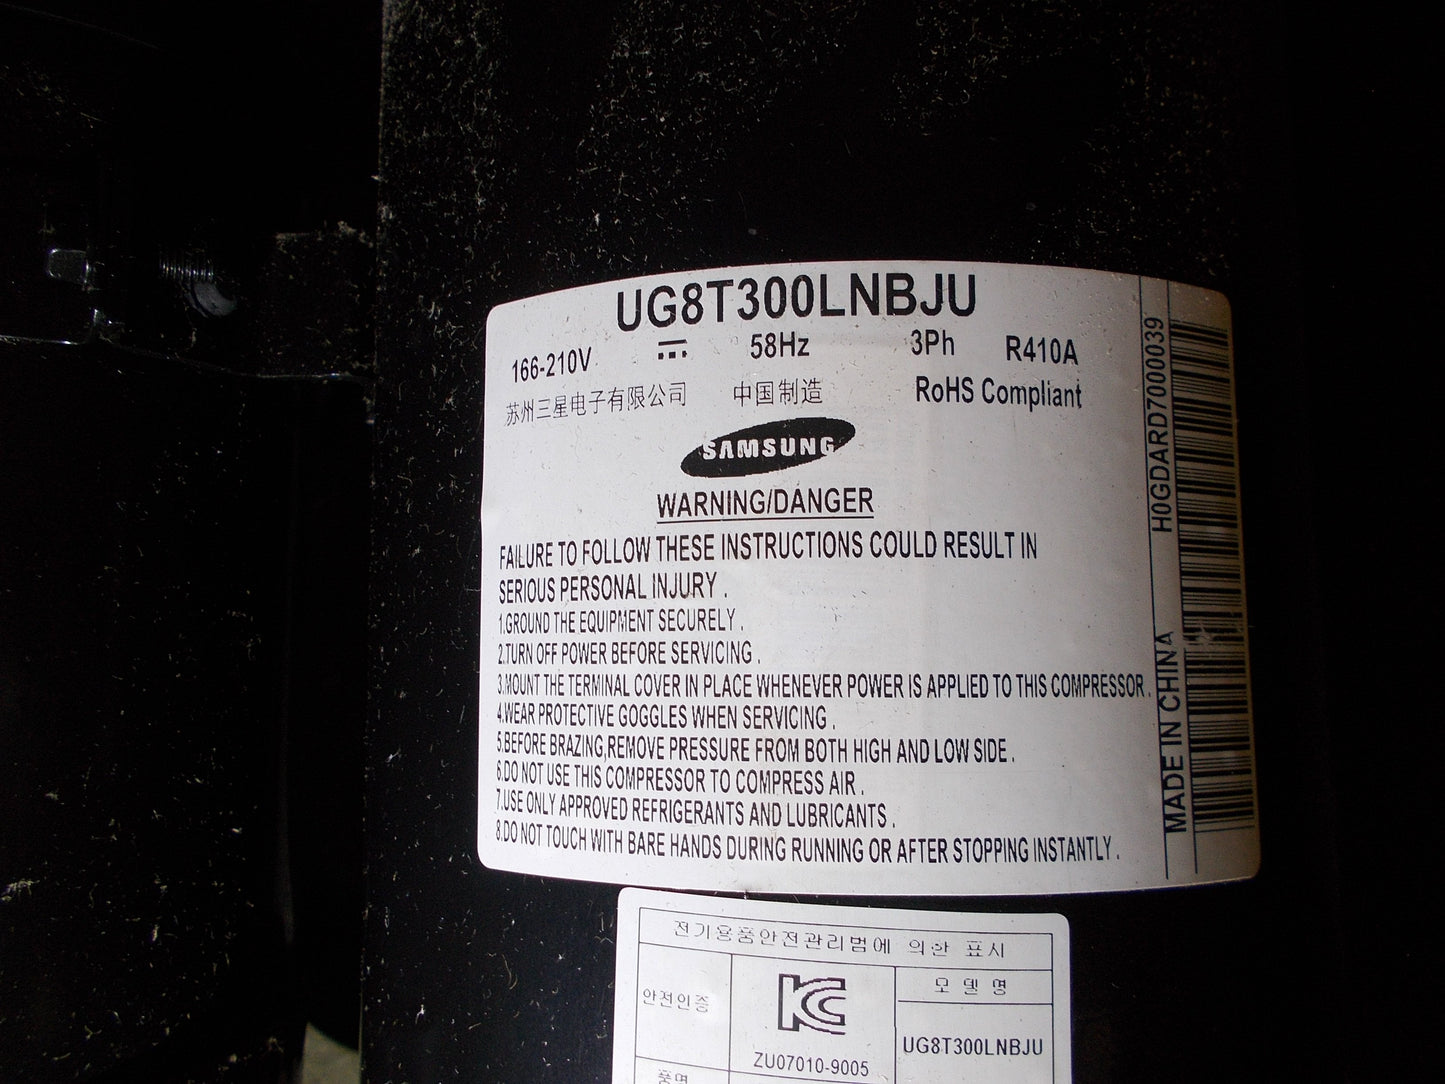 UG8T300LNBJU
166-210V 58Hz 3Ph R410A
苏州三星电子有限公司 中国制造 RoHS Compliant
SAMSUNG
WARNING/DANGER
FAILURE TO FOLLOW THESE INSTRUCTIONS COULD RESULT IN
SERIOUS PERSONAL INJURY .
1.GROUND THE EQUIPMENT SECURELY .
2.TURN OFF POWER BEFORE SERVICING .
3.MOUNT THE TERMINAL COVER IN PLACE WHENEVER POWER IS APPLIED TO THIS COMPRESSOR .
4.WEAR PROTECTIVE GOGGLES WHEN SERVICING .
5.BEFORE BRAZING,REMOVE PRESSURE FROM BOTH HIGH AND LOW SIDE .
6.DO NOT USE THIS COMPRESSOR TO COMPRESS AIR .
7.USE ONLY APPROVED REFRIGERANTS AND LUBRICANTS .
8.DO NOT TOUCH WITH BARE HANDS DURING RUNNING OR AFTER STOPPING INSTANTLY .
H0GDARD7000039
MADE IN CHINA
전기용품안전관리법에 의한 표시
안전인증
KC
ZU07010-9005
모델명
UG8T300LNBJU
품명